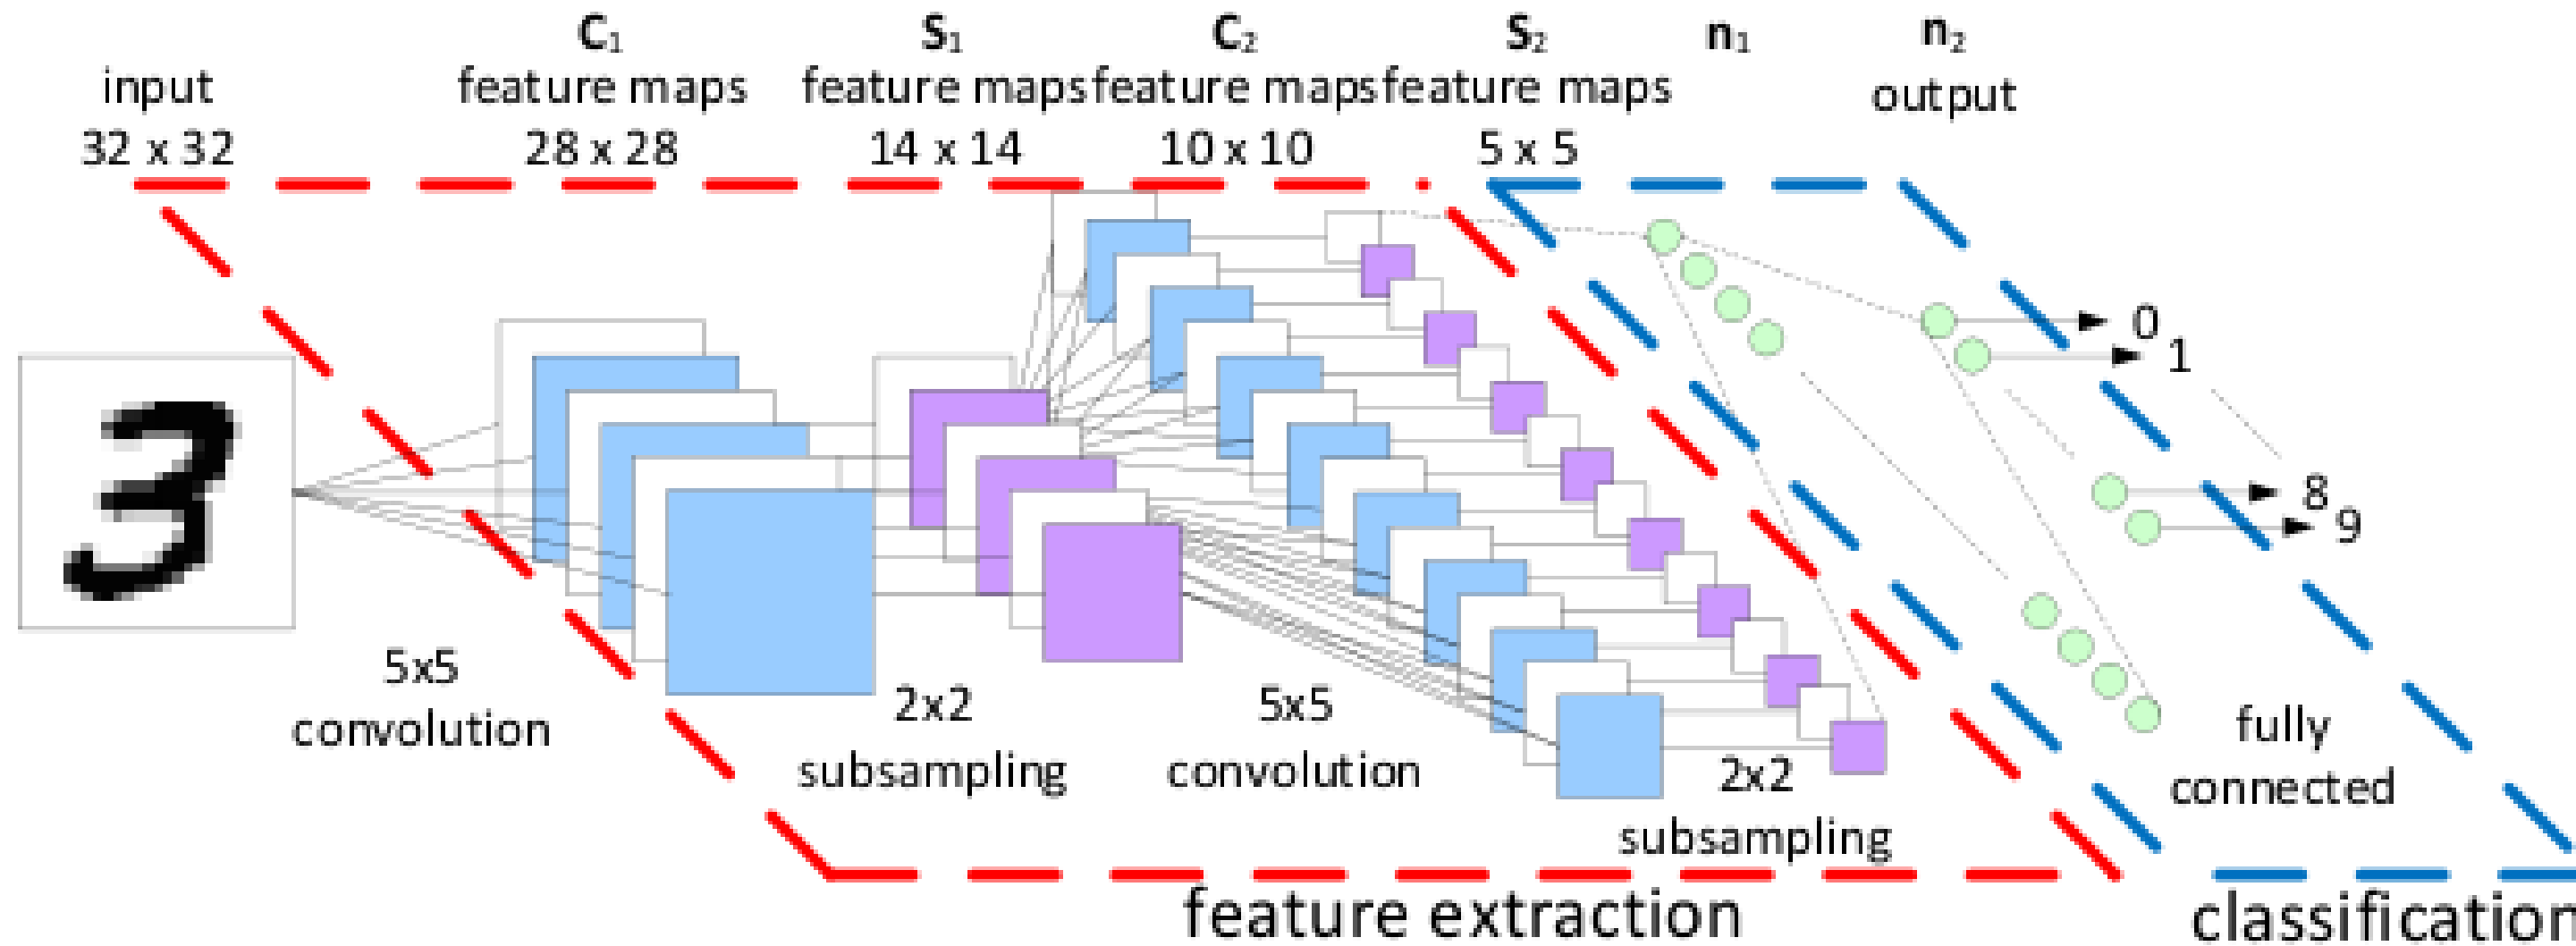 C1
S1
C2
S2
n1
n2
input
feature maps
feature maps
feature maps
feature maps
output
32 x 32
28 x 28
14 x 14
10 x 10
5 x 5
3
0
1
8
9
5x5
convolution
2x2
subsampling
5x5
convolution
2x2
subsampling
fully
connected
feature extraction
classification